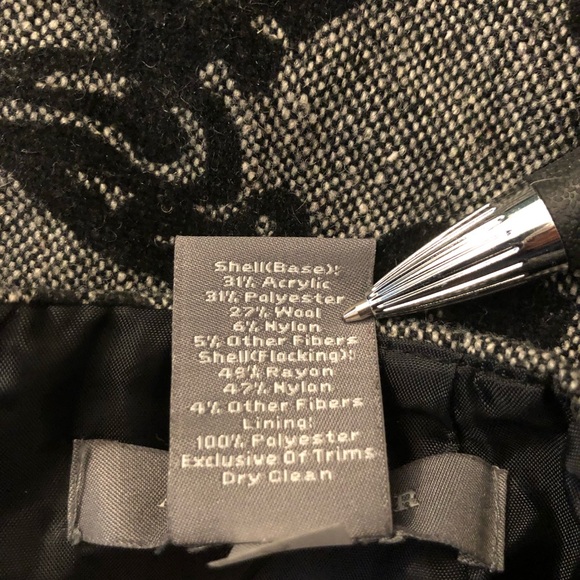 Shell(Base):
31% Acrylic
31% Polyester
27% Wool
6% Nylon
5% Other Fibers
Shell(Flocking):
49% Rayon
47% Nylon
4% Other Fibers
Lining:
100% Polyester
Exclusive Of Trims
Dry Clean